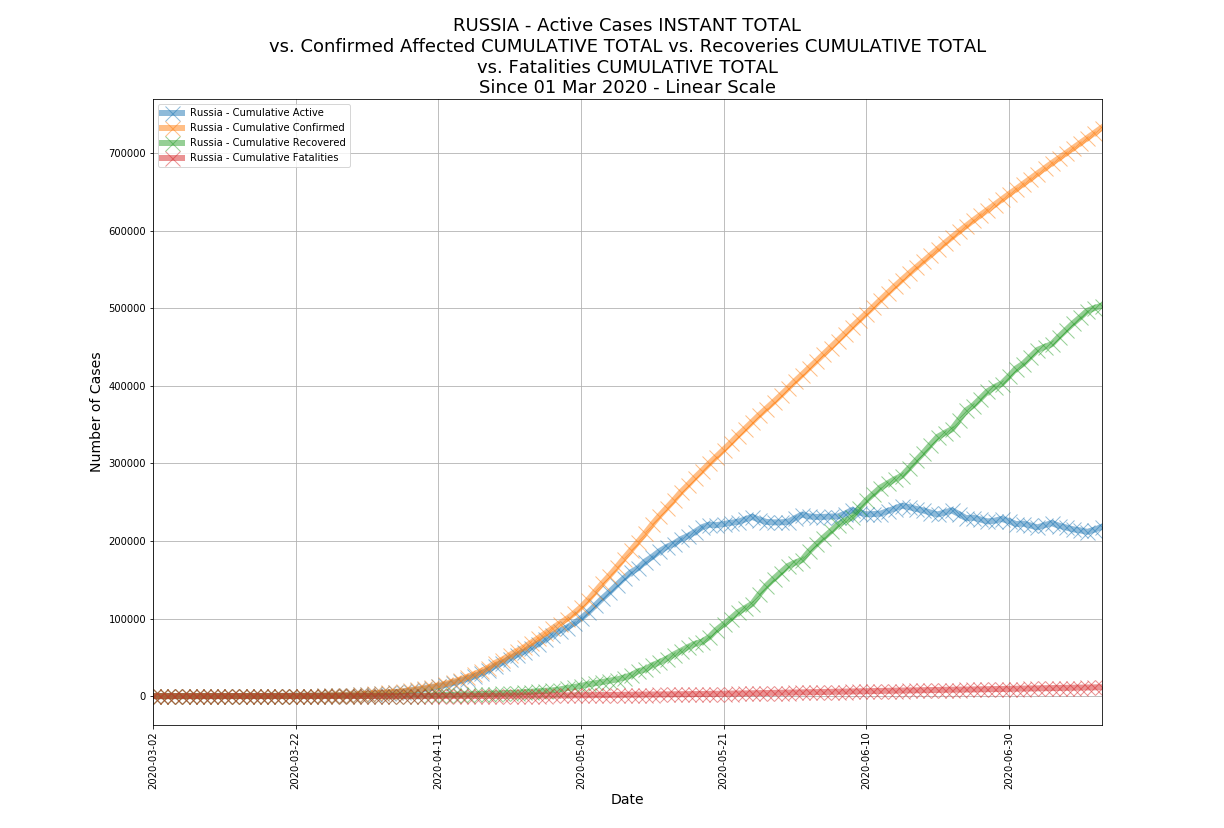 RUSSIA - Active Cases INSTANT TOTAL
vs. Confirmed Affected CUMULATIVE TOTAL vs. Recoveries CUMULATIVE TOTAL
vs. Fatalities CUMULATIVE TOTAL
Since 01 Mar 2020 - Linear Scale
Russia - Cumulative Active
Russia - Cumulative Confirmed
Russia - Cumulative Recovered
Russia - Cumulative Fatalities
700000
600000
500000
400000
300000
200000
100000
0
Number of Cases
2020-03-02
2020-03-22
2020-04-11
2020-05-01
2020-05-21
2020-06-10
2020-06-30
Date